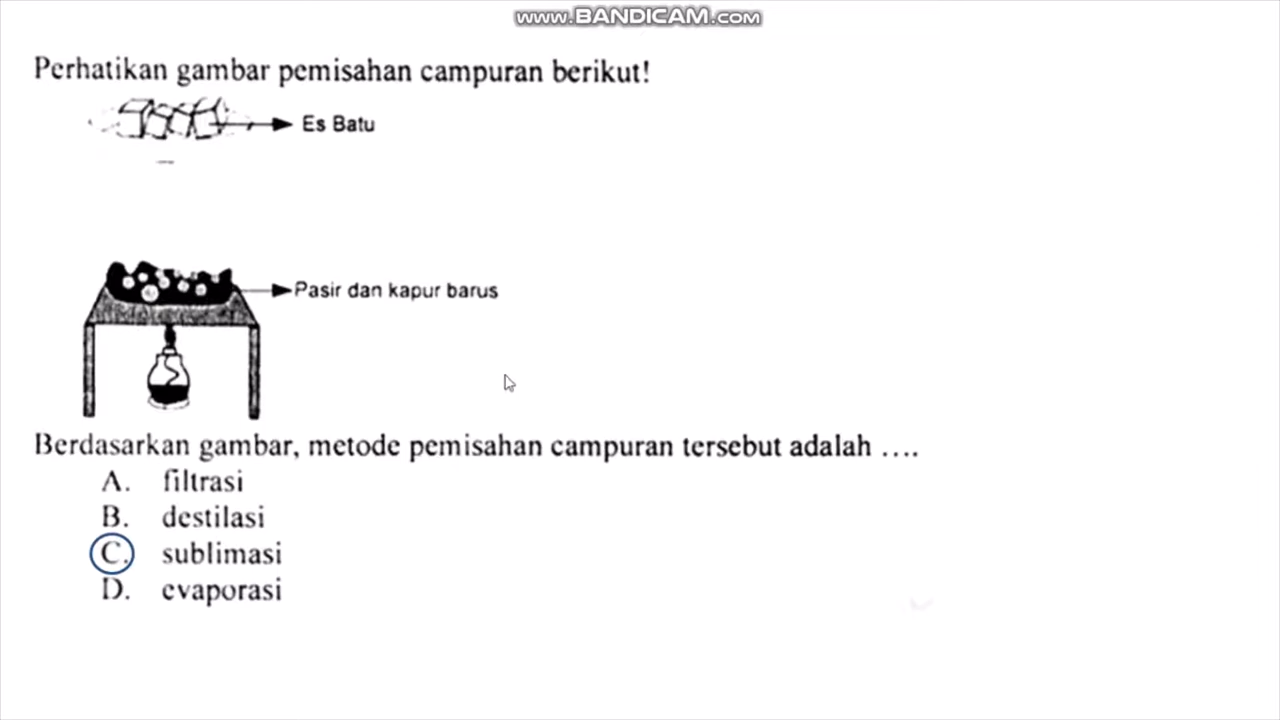 www.BANDICAM.com
Perhatikan gambar pemisahan campuran berikut!
Es Batu
Pasir dan kapur barus
Berdasarkan gambar, metode pemisahan campuran tersebut adalah ....
A. filtrasi
B. destilasi
C. sublimasi
D. evaporasi